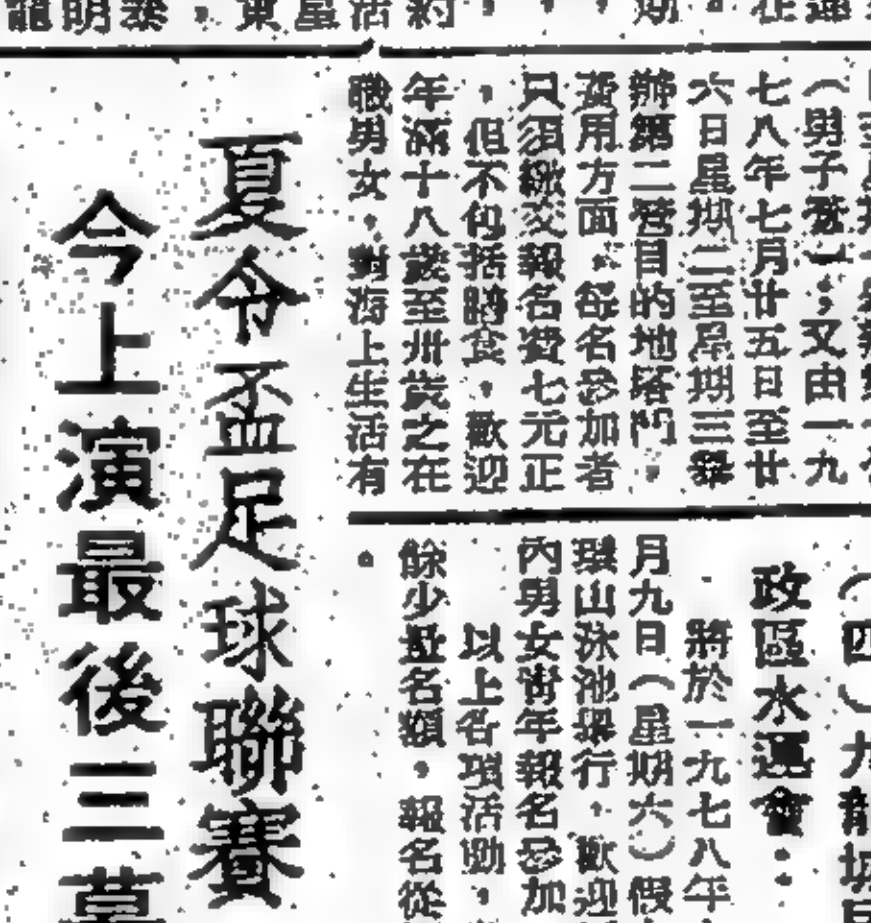 (男子營);又由一九
七八年七月廿五日至廿
六日星期二至星期三舉
辦第二營目的地塔門,
費用方面,每名參加者
只須繳交報名費七元正
,但不包括膳食,歡迎
年滿十八歲至卅歲之在
職男女,對海上生活有
(四)九龍城
政區水運會:
將於一九七八年
月九日(星期六)假
泳池舉行,歡迎
內男女青年報名參加
以上各項活動,
餘少數名額,報名從
。
夏令盃足球聯賽
今上演最後三幕